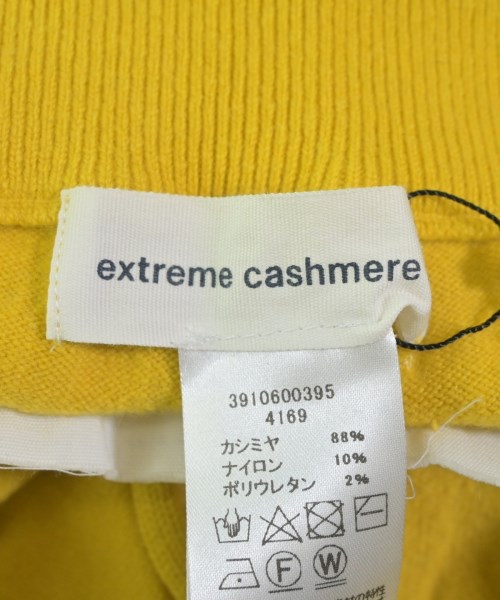 extreme cashmere
3910600395
4169
カシミヤ 88%
ナイロン 10%
ポリウレタン 2%
F W